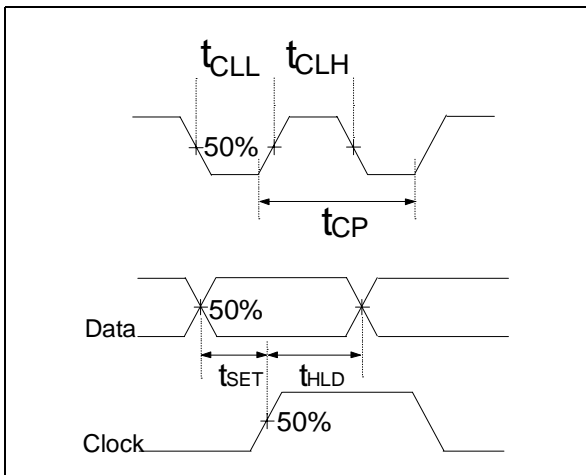 tCLL tCLH
50%
tCP
50%
Data
tSET tHLD
50%
Clock